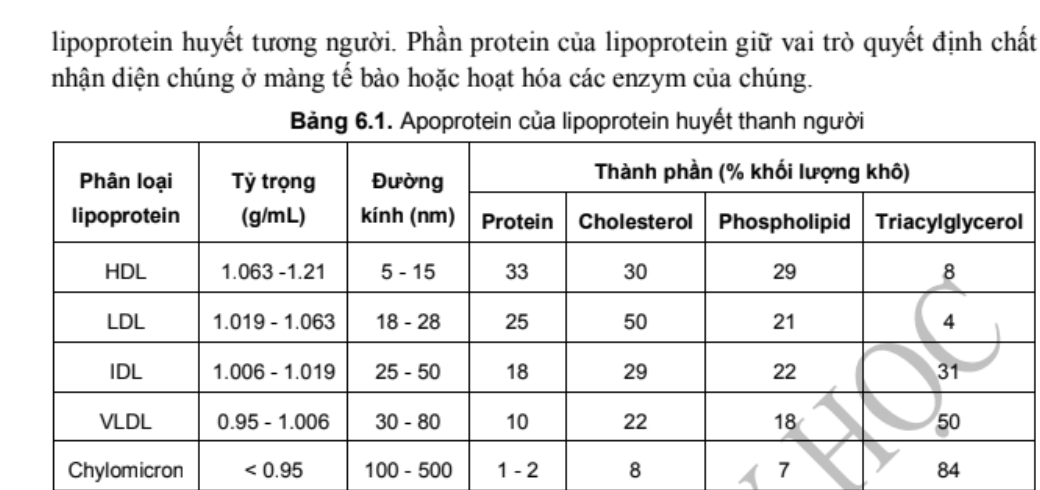 lipoprotein huyết tương người. Phần protein của lipoprotein giữ vai trò quyết định chất
nhận diện chúng ở màng tế bào hoặc hoạt hóa các enzym của chúng.
Bảng 6.1. Apoprotein của lipoprotein huyết thanh người
Phân loại lipoprotein Tỷ trọng (g/mL) Đường kính (nm) Thành phần (% khối lượng khô)
Protein Cholesterol Phospholipid Triacylglycerol
HDL 1.063 -1.21 5 - 15 33 30 29 8
LDL 1.019 - 1.063 18 - 28 25 50 21 4
IDL 1.006 - 1.019 25 - 50 18 29 22 31
VLDL 0.95 - 1.006 30 - 80 10 22 18 50
Chylomicron < 0.95 100 - 500 1 - 2 8 7 84
HỌC